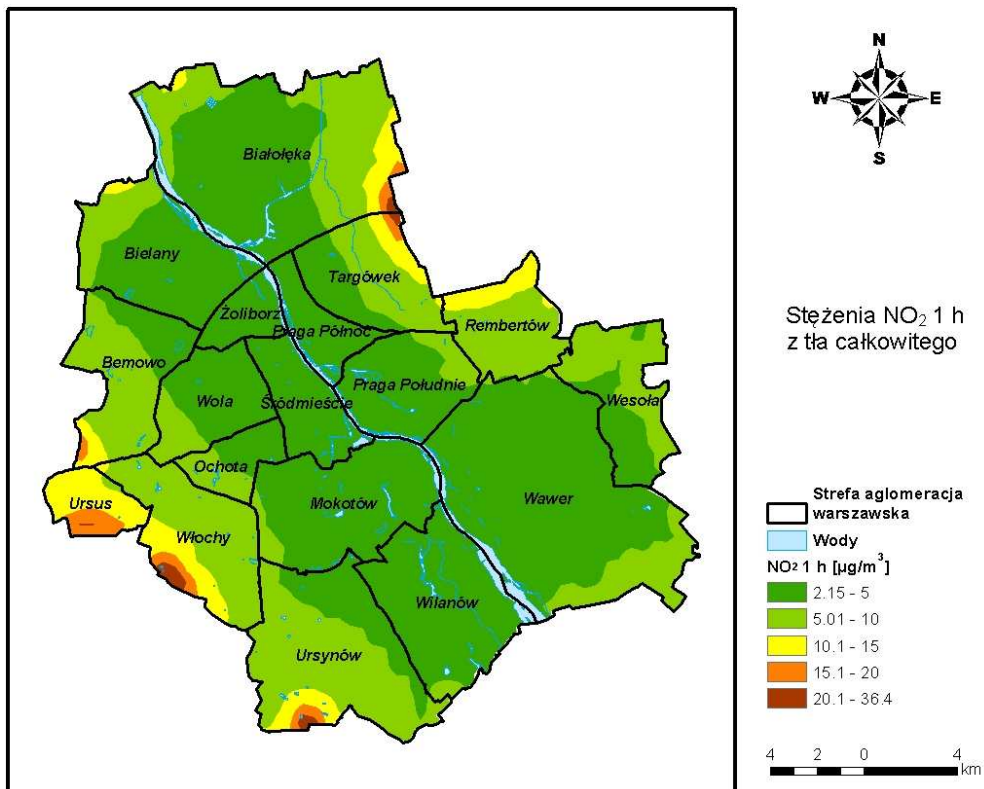 Białołęka
Bielany
Targówek
Żoliborz
Praga Północ
Rembertów
Bemowo
Praga Południe
Wola
Śródmieście
Wesoła
Ochota
Ursus
Mokotów
Wawer
Włochy
Wilanów
Ursynów
N
W E
S
Stężenia NO2 1 h
z tła całkowitego
Strefa aglomeracja
warszawska
Wody
NO2 1 h [µg/m³]
2.15 - 5
5.01 - 10
10.1 - 15
15.1 - 20
20.1 - 36.4
4 2 0 4
km